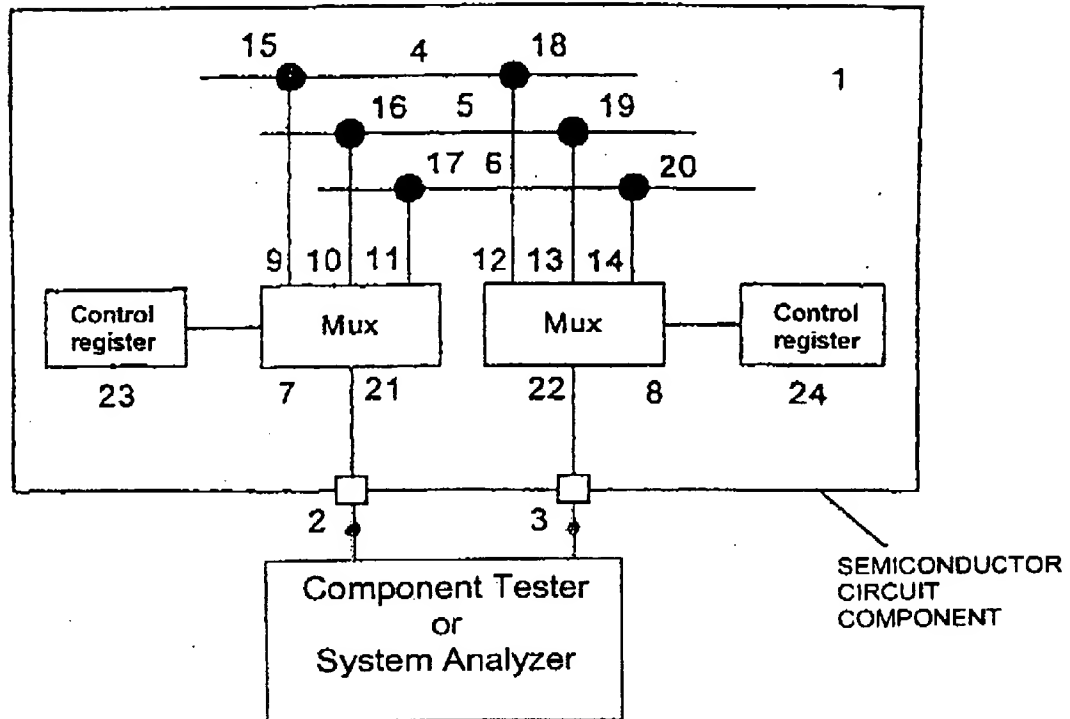 15 4 18 1
16 5 19
17 6 20
9 10 11 12 13 14
Control
register
Mux
Mux
Control
register
23 7 21 22 8 24
2 3
Component Tester
or
System Analyzer
SEMICONDUCTOR
CIRCUIT
COMPONENT